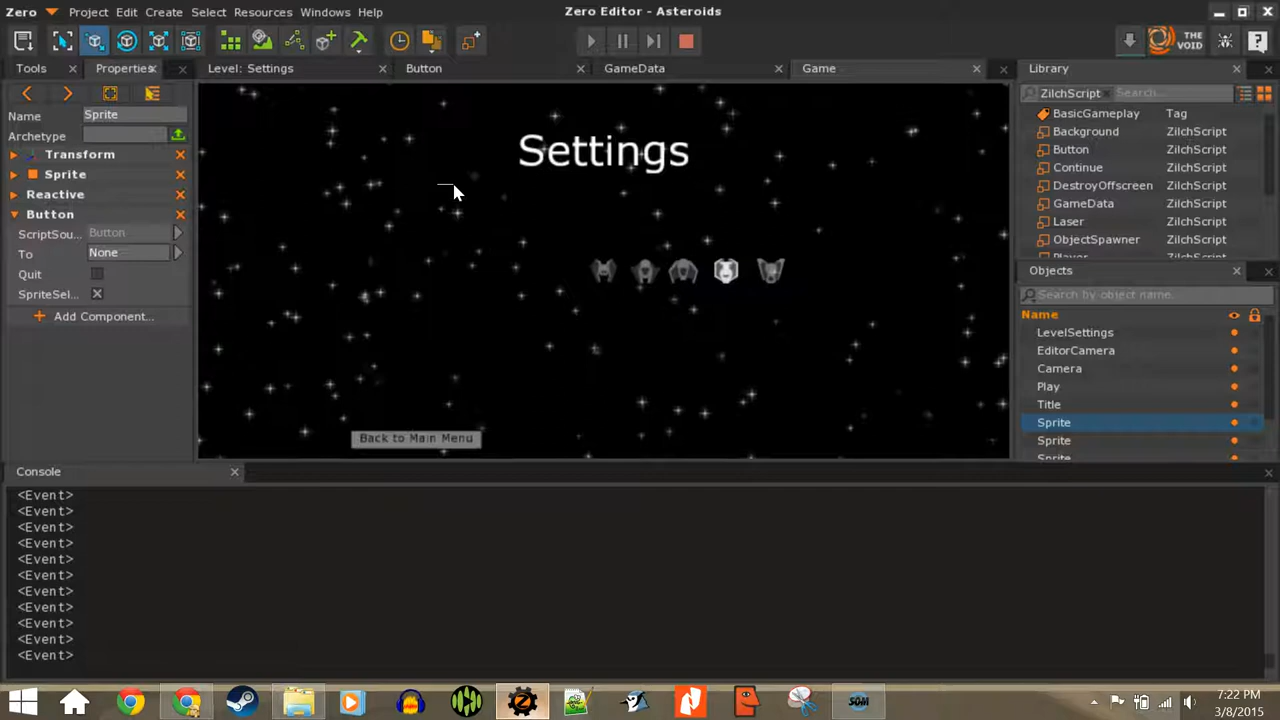 Zero Project Edit Create Select Resources Windows Help Zero Editor - Asteroids
THE VOID
Tools Properties Level: Settings Button GameData Game Library
ZilchScript Search...
Name Sprite
Archetype
Transform
Sprite
Reactive
Button
ScriptSou... Button
To None
Quit
SpriteSel...
Add Component...
Settings
Back to Main Menu
BasicGameplay Tag
Background ZilchScript
Button ZilchScript
Continue ZilchScript
DestroyOffscreen ZilchScript
GameData ZilchScript
Laser ZilchScript
ObjectSpawner ZilchScript
Objects
Search by object name.
Name
LevelSettings
EditorCamera
Camera
Play
Title
Sprite
Sprite
Console
<Event>
<Event>
<Event>
<Event>
<Event>
<Event>
<Event>
<Event>
<Event>
<Event>
<Event>
SOM
7:22 PM
3/8/2015